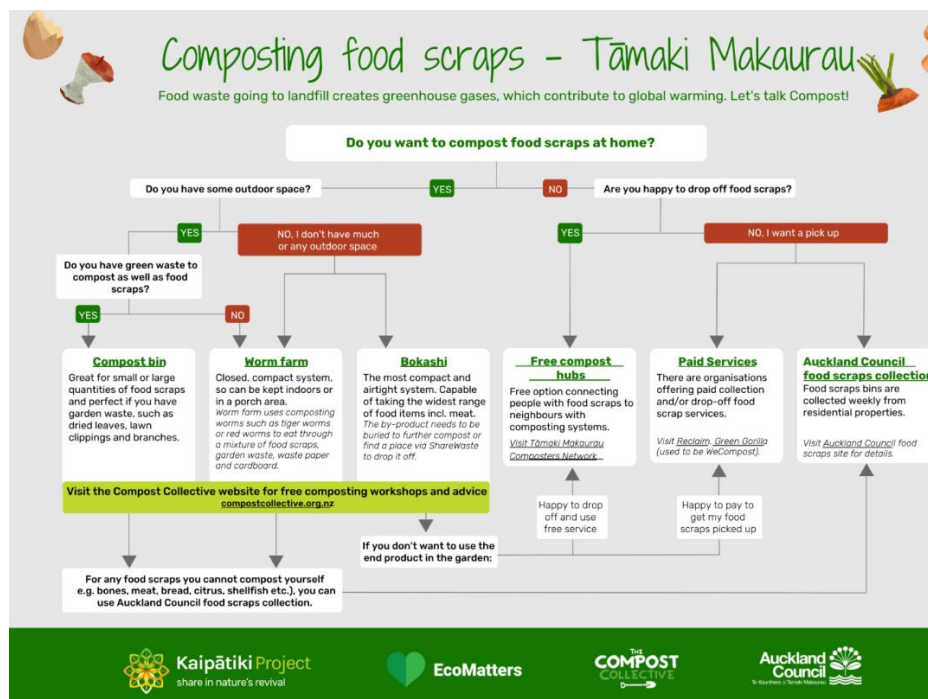 Composting food scraps - Tāmaki Makaurau
Food waste going to landfill creates greenhouse gases, which contribute to global warming. Let's talk Compost!
Do you want to compost food scraps at home?
Do you have some outdoor space?
YES
NO
Are you happy to drop off food scraps?
YES
NO, I don't have much
or any outdoor space
YES
NO, I want a pick up
Do you have green waste to
compost as well as food
scraps?
YES
NO
Compost bin
Great for small or large
quantities of food scraps
and perfect if you have
garden waste, such as
dried leaves, lawn
clippings and branches.
Worm farm
Closed, compact system,
so can be kept indoors or
in a porch area.
Worm farm uses composting
worms such as tiger worms
or red worms to eat through
a mixture of food scraps,
garden waste, waste paper
and cardboard.
Bokashi
The most compact and
airtight system. Capable
of taking the widest range
of food items incl. meat.
The by-product needs to be
buried to further compost or
find a place via ShareWaste
to drop it off.
Free compost
hubs
Free option connecting
people with food scraps to
neighbours with
composting systems.
Visit Tāmaki Makaurau
Composters Network
Paid Services
There are organisations
offering paid collection
and/or drop-off food
scrap services.
Visit Reclaim, Green Gorilla
(used to be WeCompost).
Auckland Council
food scraps collection
Food scraps bins are
collected weekly from
residential properties.
Visit Auckland Council food
scraps site for details.
Visit the Compost Collective website for free composting workshops and advice
compostcollective.org.nz
Happy to drop
off and use
free service
Happy to pay to
get my food
scraps picked up
If you don't want to use the
end product in the garden:
For any food scraps you cannot compost yourself
e.g. bones, meat, bread, citrus, shellfish etc.), you can
use Auckland Council food scraps collection.
Kaipātiki Project
share in nature's revival
EcoMatters
THE
COMPOST
COLLECTIVE
Auckland
Council
Te Kaunihera o Tāmaki Makaurau